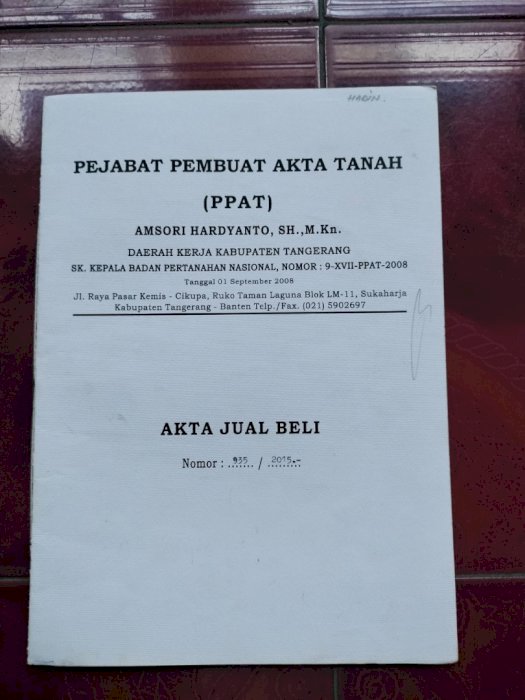 HABIN.
PEJABAT PEMBUAT AKTA TANAH
(PPAT)
AMSORI HARDYANTO, SH.,M.Kn.
DAERAH KERJA KABUPATEN TANGERANG
SK. KEPALA BADAN PERTANAHAN NASIONAL, NOMOR : 9-XVII-PPAT-2008
Tanggal 01 September 2008
Jl. Raya Pasar Kemis - Cikupa, Ruko Taman Laguna Blok LM-11, Sukaharja
Kabupaten Tangerang - Banten Telp./Fax. (021) 5902697
AKTA JUAL BELI
Nomor : 935 / 2015.-